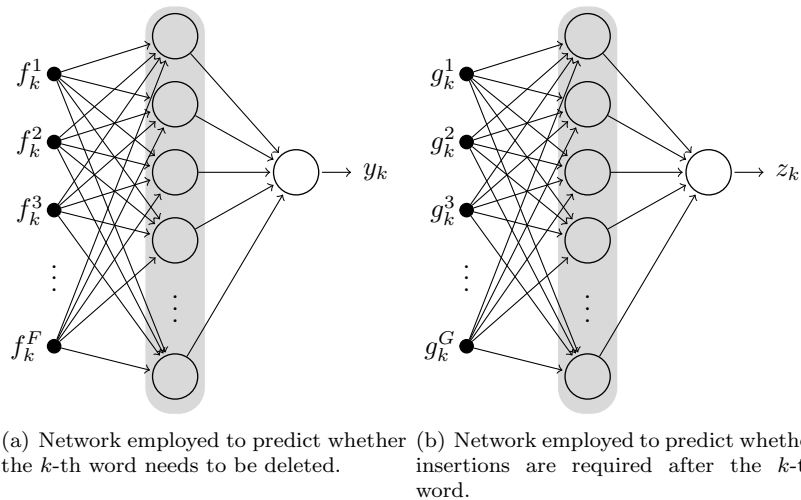 f_k^1
f_k^2
f_k^3
⋮
f_k^F
⋮
y_k
g_k^1
g_k^2
g_k^3
⋮
g_k^G
⋮
z_k
(a) Network employed to predict whether
the k-th word needs to be deleted.
(b) Network employed to predict whethe
insertions are required after the k-t
word.